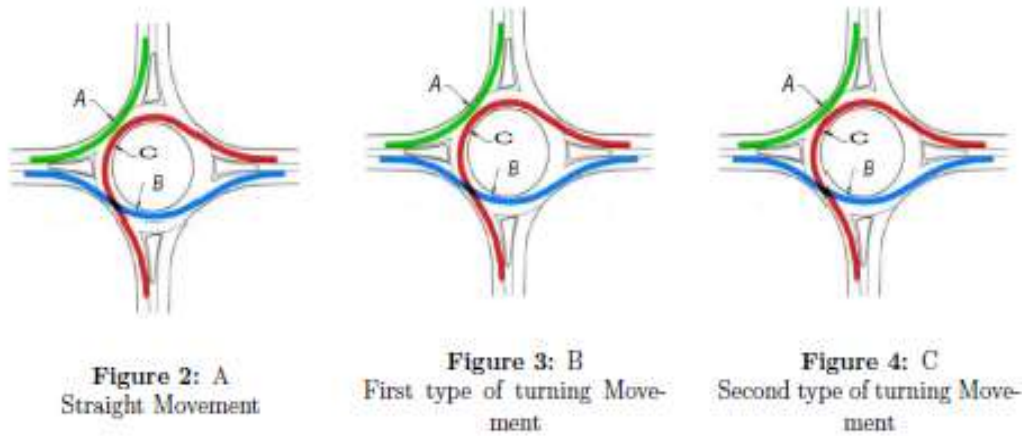 A
C
B
A
C
B
A
C
B
Figure 2: A
Straight Movement
Figure 3: B
First type of turning Move-
ment
Figure 4: C
Second type of turning Move-
ment